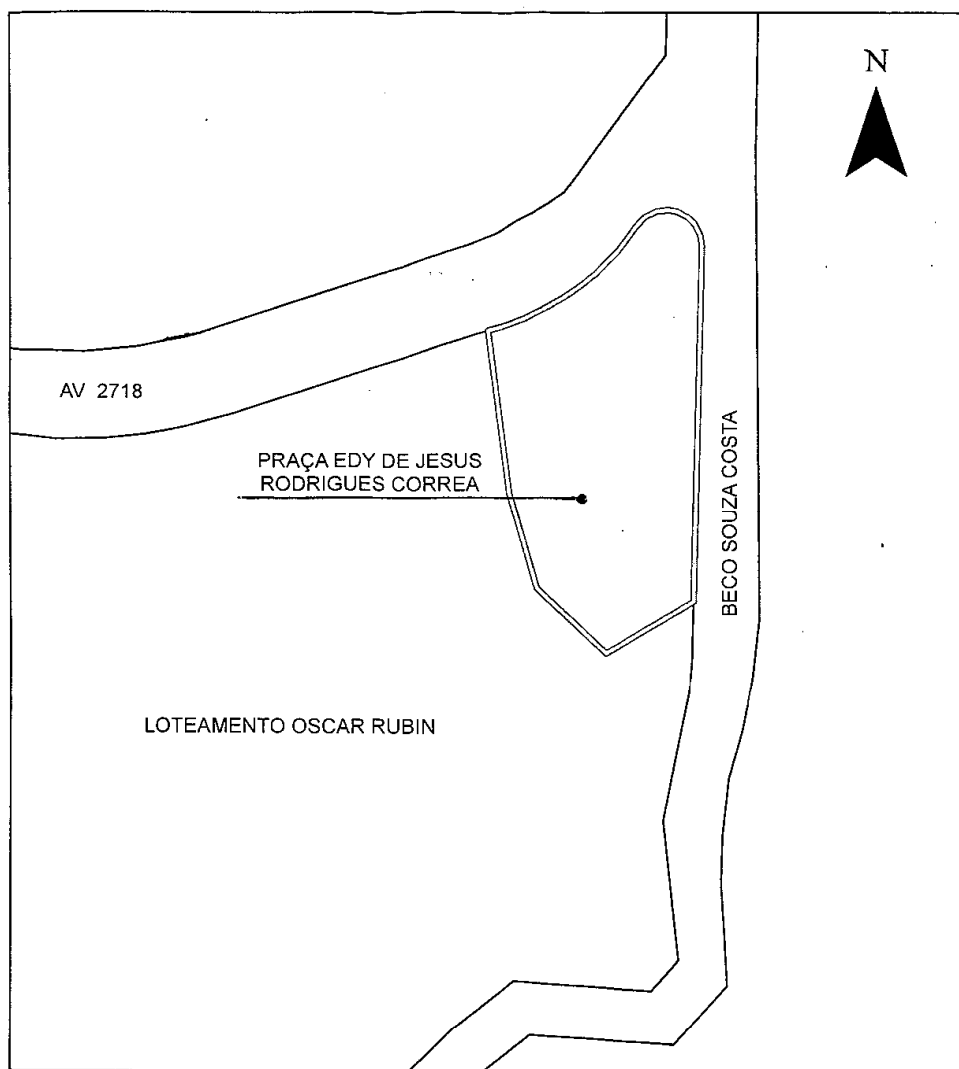 N
AV 2718
PRAÇA EDY DE JESUS
RODRIGUES CORREA
BECO SOUZA COSTA
LOTEAMENTO OSCAR RUBIN